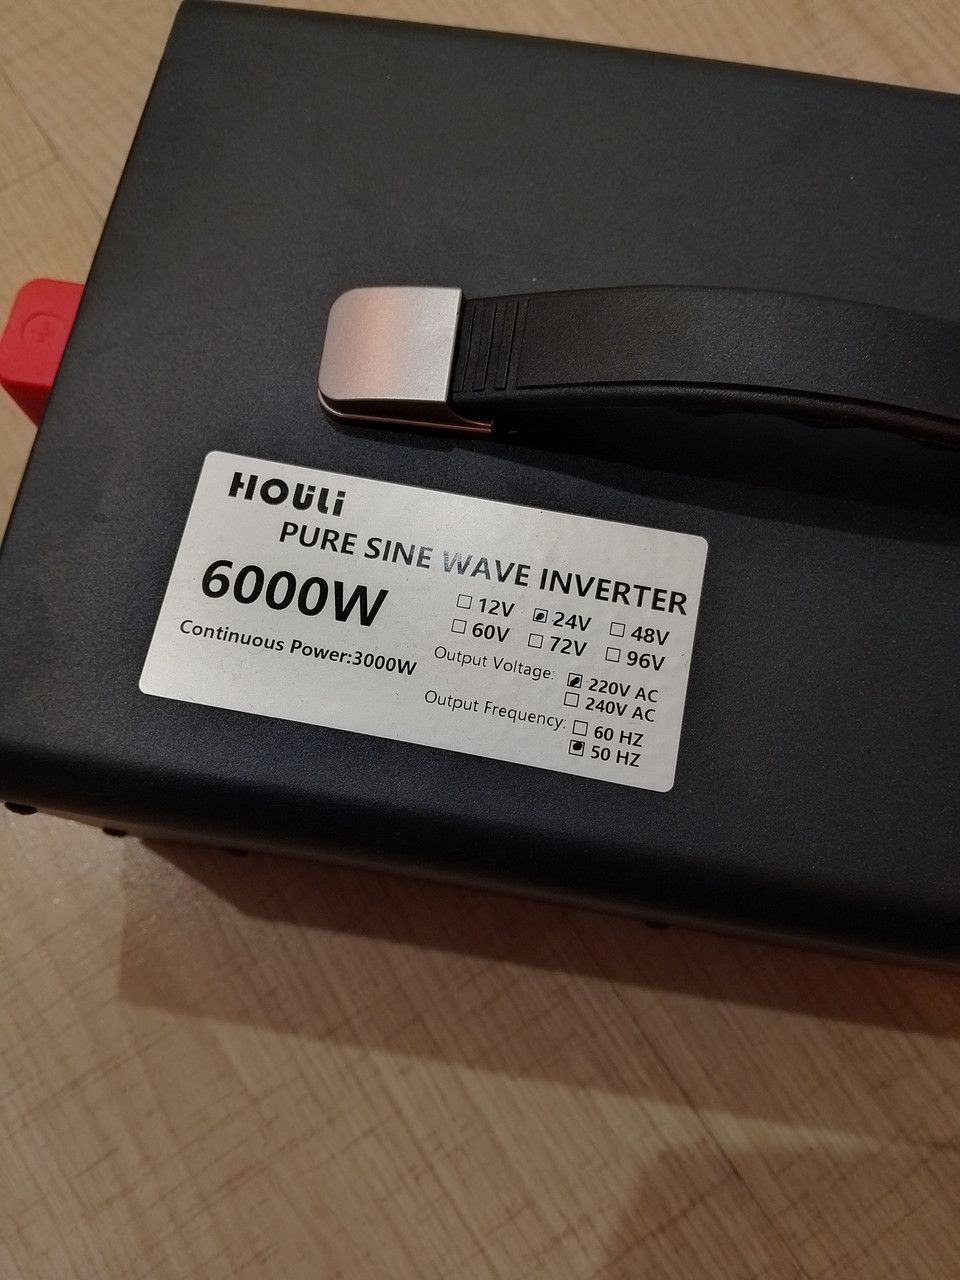 HOULI
PURE SINE WAVE INVERTER
6000W
Continuous Power:3000W
☐ 12V ☑ 24V ☐ 48V
☐ 60V ☐ 72V ☐ 96V
Output Voltage: ☑ 220V AC
☐ 240V AC
Output Frequency: ☐ 60 HZ
☑ 50 HZ
+